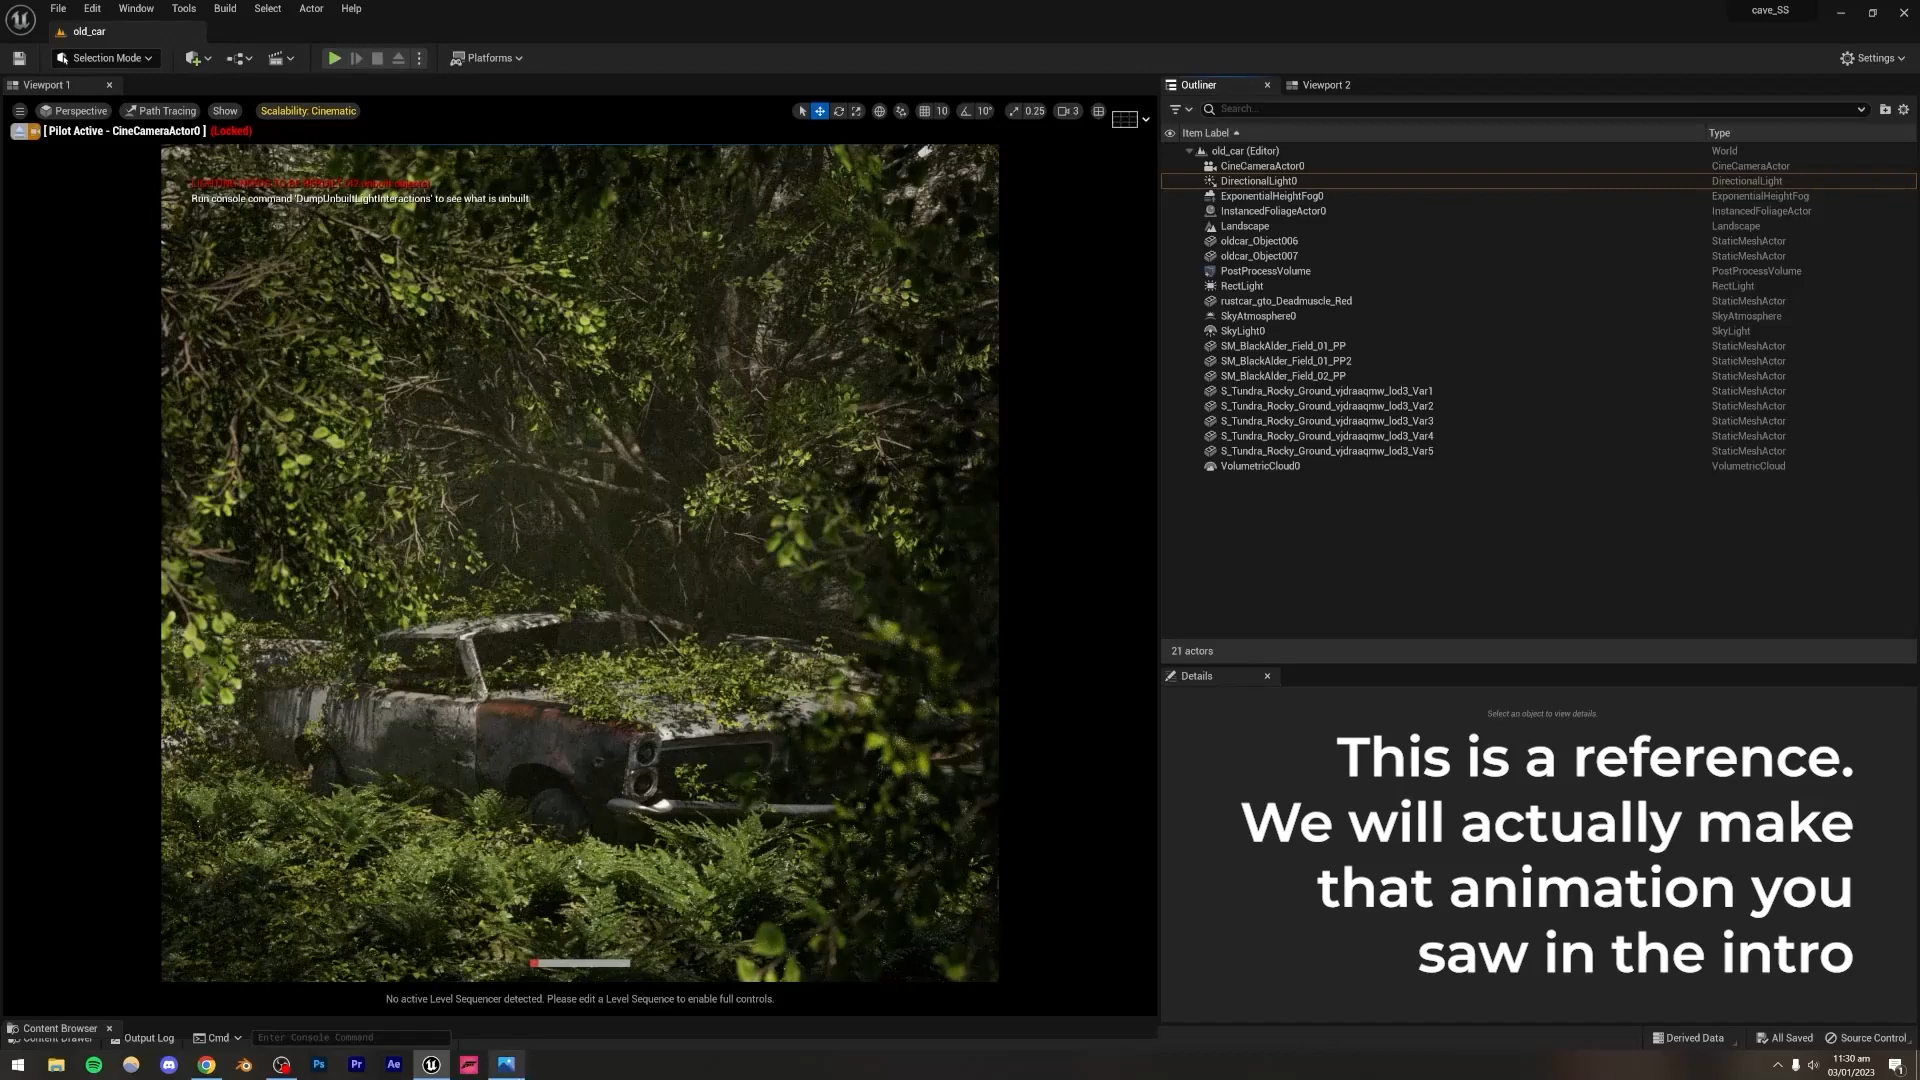 File Edit Window Tools Build Select Actor Help
cave_SS
old_car
Selection Mode
Platforms
Settings
Viewport 1
Outliner
Viewport 2
Perspective Path Tracing Show Scalability: Cinematic
10 10° 0.25 3
Search...
[ Pilot Active - CineCameraActor0 ] (Locked)
Item Label Type
Run console command 'DumpUnbuiltLightInteractions' to see what is unbuilt
old_car (Editor) World
CineCameraActor0 CineCameraActor
DirectionalLight0 DirectionalLight
ExponentialHeightFog0 ExponentialHeightFog
InstancedFoliageActor0 InstancedFoliageActor
Landscape Landscape
oldcar_Object006 StaticMeshActor
oldcar_Object007 StaticMeshActor
PostProcessVolume PostProcessVolume
RectLight RectLight
rustcar_gto_Deadmuscle_Red StaticMeshActor
SkyAtmosphere0 SkyAtmosphere
SkyLight0 SkyLight
SM_BlackAlder_Field_01_PP StaticMeshActor
SM_BlackAlder_Field_01_PP2 StaticMeshActor
SM_BlackAlder_Field_02_PP StaticMeshActor
S_Tundra_Rocky_Ground_vjdraaqmw_lod3_Var1 StaticMeshActor
S_Tundra_Rocky_Ground_vjdraaqmw_lod3_Var2 StaticMeshActor
S_Tundra_Rocky_Ground_vjdraaqmw_lod3_Var3 StaticMeshActor
S_Tundra_Rocky_Ground_vjdraaqmw_lod3_Var4 StaticMeshActor
S_Tundra_Rocky_Ground_vjdraaqmw_lod3_Var5 StaticMeshActor
VolumetricCloud0 VolumetricCloud
21 actors
Details
Select an object to view details.
This is a reference.
We will actually make
that animation you
saw in the intro
No active Level Sequencer detected. Please edit a Level Sequence to enable full controls.
Content Browser
Content Drawer Output Log Cmd Enter Console Command
Derived Data All Saved Source Control
Ps Pr Ae
11:30 am
03/01/2023
1